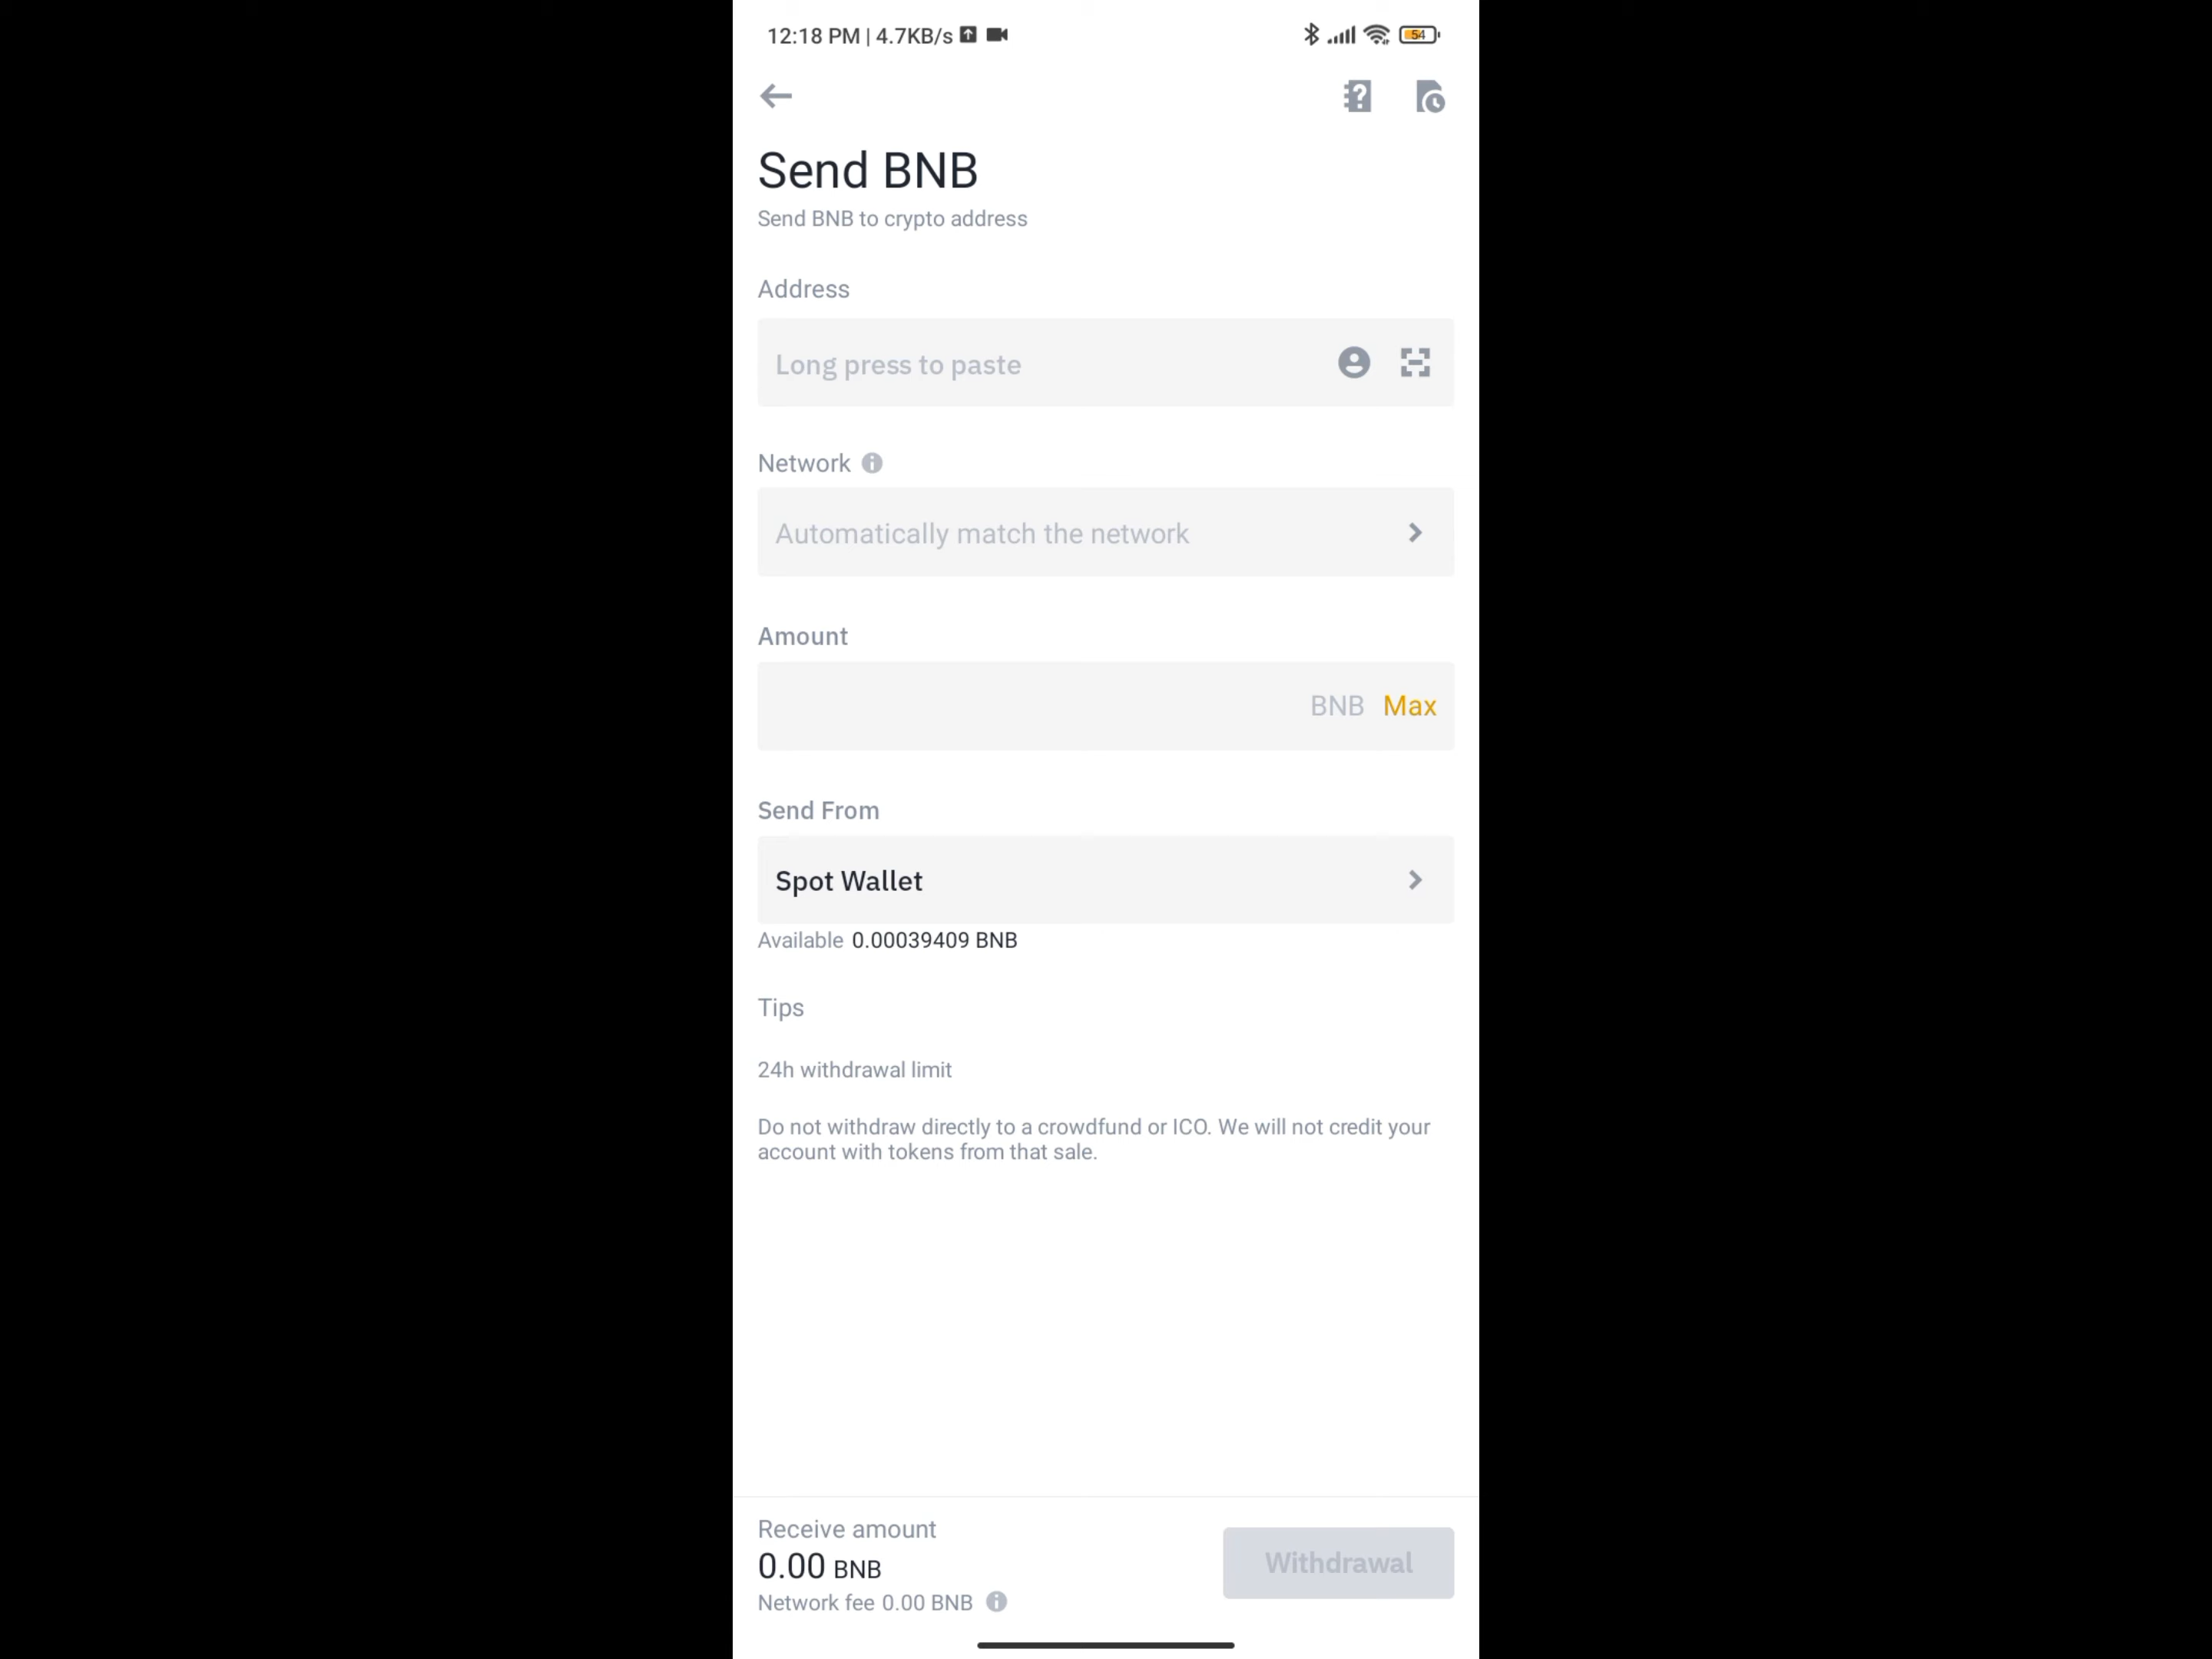 12:18 PM | 4.7KB/s
54
Send BNB
Send BNB to crypto address
Address
Long press to paste
Network
Automatically match the network
Amount
BNB Max
Send From
Spot Wallet
Available 0.00039409 BNB
Tips
24h withdrawal limit
Do not withdraw directly to a crowdfund or ICO. We will not credit your
account with tokens from that sale.
Receive amount
0.00 BNB
Network fee 0.00 BNB
Withdrawal